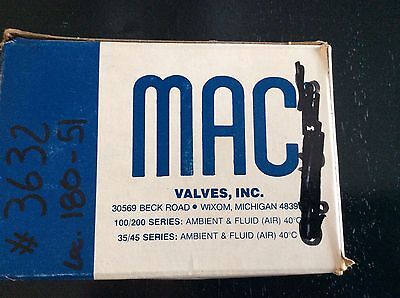 MAC
VALVES, INC.
30569 BECK ROAD • WIXOM, MICHIGAN 4839
100/200 SERIES: AMBIENT & FLUID (AIR) 40°C
35/45 SERIES: AMBIENT & FLUID (AIR) 40°C
# 3632
Loc. 180-51